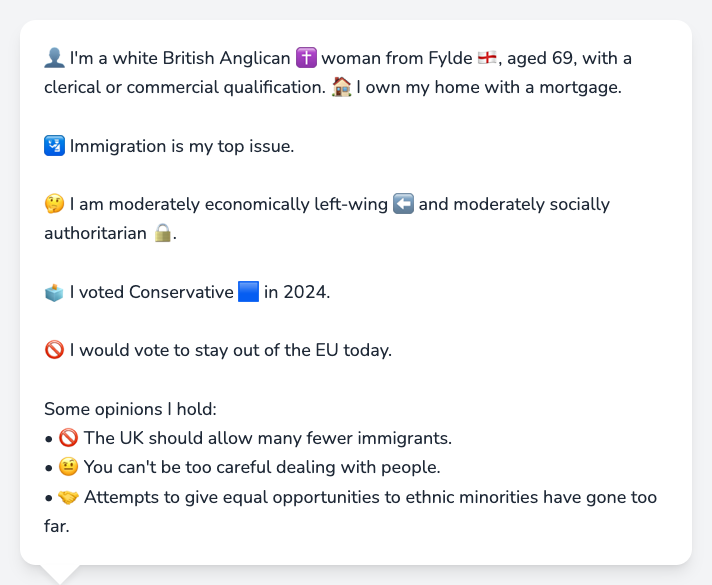 👤 I'm a white British Anglican ✝️ woman from Fylde 🏴󠁧󠁢󠁥󠁮󠁧󠁿, aged 69, with a
clerical or commercial qualification. 🏠 I own my home with a mortgage.
🛂 Immigration is my top issue.
🤔 I am moderately economically left-wing ⬅️ and moderately socially
authoritarian 🔒.
🗳️ I voted Conservative 🟦 in 2024.
🚫 I would vote to stay out of the EU today.
Some opinions I hold:
• 🚫 The UK should allow many fewer immigrants.
• 🤨 You can't be too careful dealing with people.
• 🤝 Attempts to give equal opportunities to ethnic minorities have gone too
far.